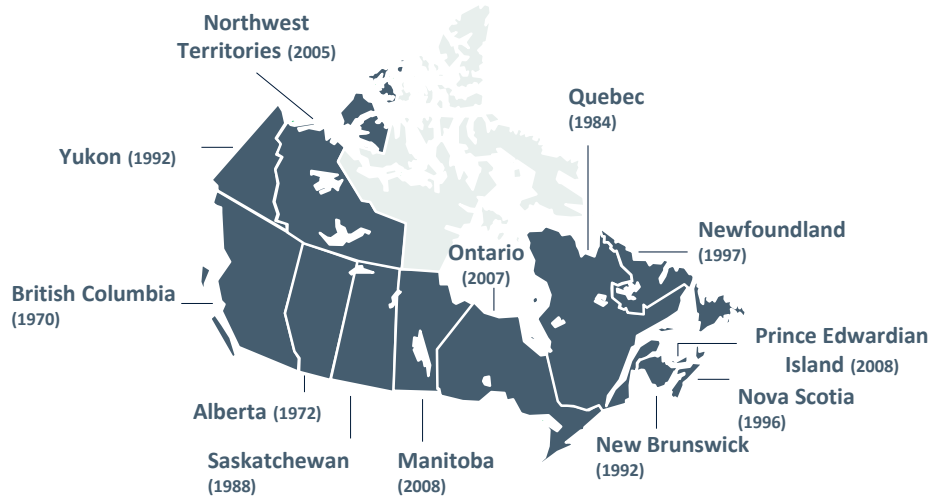 Northwest
Territories (2005)
Quebec
(1984)
Yukon (1992)
Newfoundland
(1997)
Ontario
(2007)
British Columbia
(1970)
Prince Edwardian
Island (2008)
Nova Scotia
(1996)
Alberta (1972)
New Brunswick
(1992)
Saskatchewan
(1988)
Manitoba
(2008)